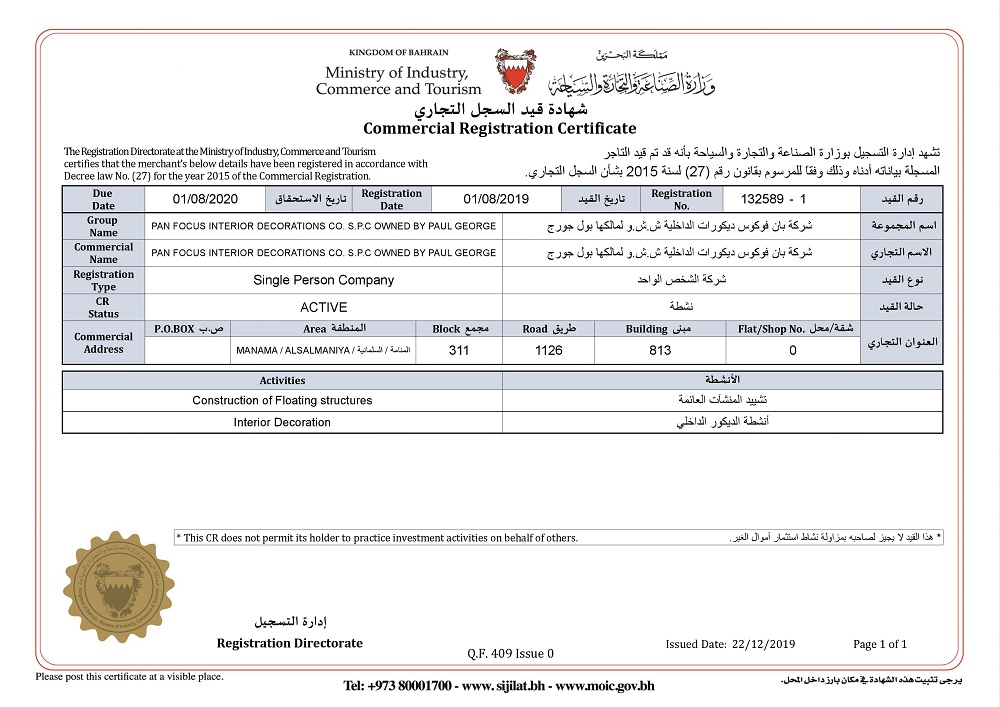 KINGDOM OF BAHRAIN
Ministry of Industry,
Commerce and Tourism
مملكة البحرين
وزارة الصناعة والتجارة والسياحة
شهادة قيد السجل التجاري
Commercial Registration Certificate
The Registration Directorate at the Ministry of Industry, Commerce and Tourism
certifies that the merchant's below details have been registered in accordance with
Decree law No. (27) for the year 2015 of the Commercial Registration.
تشهد إدارة التسجيل بوزارة الصناعة والتجارة والسياحة بأنه قد تم قيد التاجر
المسجلة بياناته أدناه وذلك وفقا للمرسوم بقانون رقم (27) لسنة 2015 بشأن السجل التجاري.
Due Date 01/08/2020 تاريخ الاستحقاق Registration Date 01/08/2019 تاريخ القيد Registration No. 132589 - 1 رقم القيد
Group Name PAN FOCUS INTERIOR DECORATIONS CO. S.P.C OWNED BY PAUL GEORGE شركة بان فوكوس ديكورات الداخلية ش.ش.و لمالكها بول جورج اسم المجموعة
Commercial Name PAN FOCUS INTERIOR DECORATIONS CO. S.P.C OWNED BY PAUL GEORGE شركة بان فوكوس ديكورات الداخلية ش.ش.و لمالكها بول جورج الاسم التجاري
Registration Type Single Person Company شركة الشخص الواحد نوع القيد
CR Status ACTIVE نشطة حالة القيد
Commercial Address P.O.BOX ص.ب Area المنطقة Block مجمع Road طريق Building مبنى Flat/Shop No. شقة/محل العنوان التجاري
MANAMA / ALSALMANIYA / المنامة / السلمانية 311 1126 813 0
Activities الأنشطة
Construction of Floating structures تشييد المنشآت العائمة
Interior Decoration أنشطة الديكور الداخلي
* This CR does not permit its holder to practice investment activities on behalf of others. * هذا القيد لا يجيز لصاحبه بمزاولة نشاط استثمار أموال الغير.
إدارة التسجيل
Registration Directorate
Q.F. 409 Issue 0
Issued Date: 22/12/2019
Page 1 of 1
Please post this certificate at a visible place.
Tel: +973 80001700 - www. sijilat.bh - www.moic.gov.bh
يرجى تثبيت هذه الشهادة في مكان بارز داخل المحل.